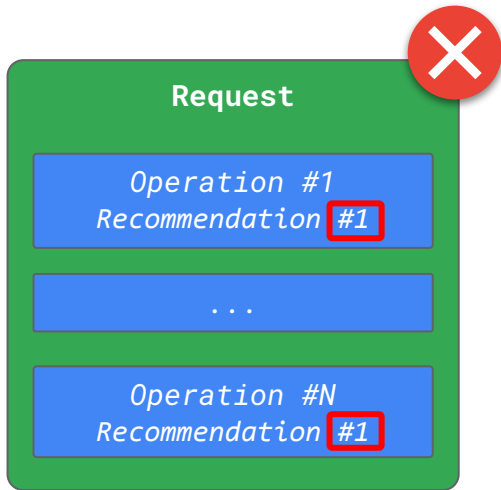 Request
Operation #1
Recommendation #1
...
Operation #N
Recommendation #1